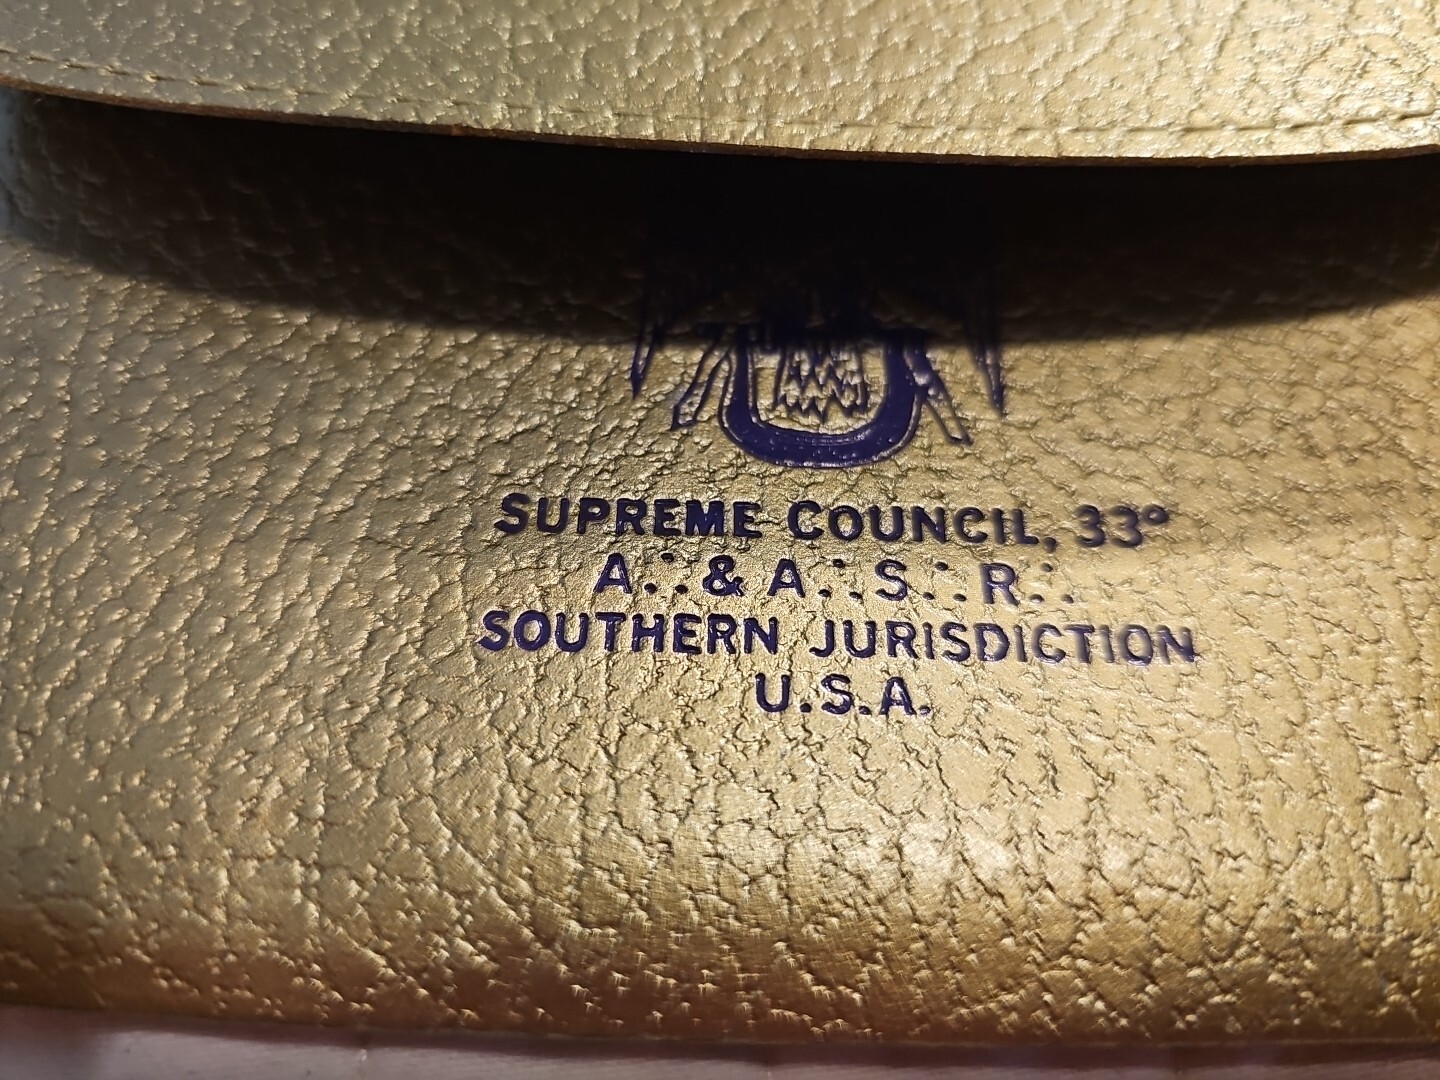 SUPREME COUNCIL, 33°
A∴ & A∴ S∴ R∴
SOUTHERN JURISDICTION
U.S.A.